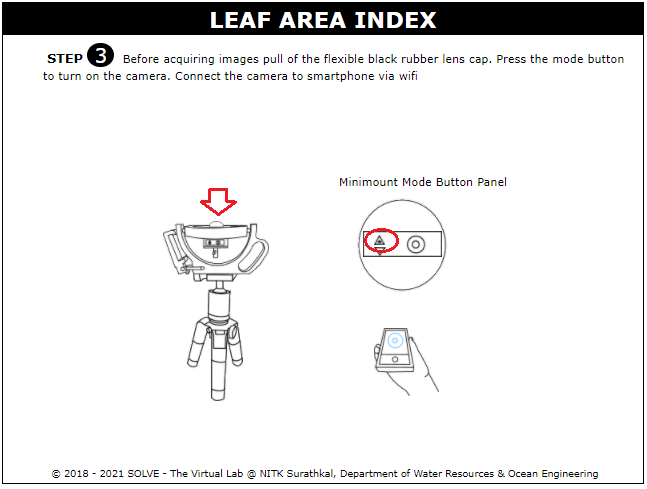 LEAF AREA INDEX
STEP 3 Before acquiring images pull of the flexible black rubber lens cap. Press the mode button
to turn on the camera. Connect the camera to smartphone via wifi
Minimount Mode Button Panel
© 2018 - 2021 SOLVE - The Virtual Lab @ NITK Surathkal, Department of Water Resources & Ocean Engineering